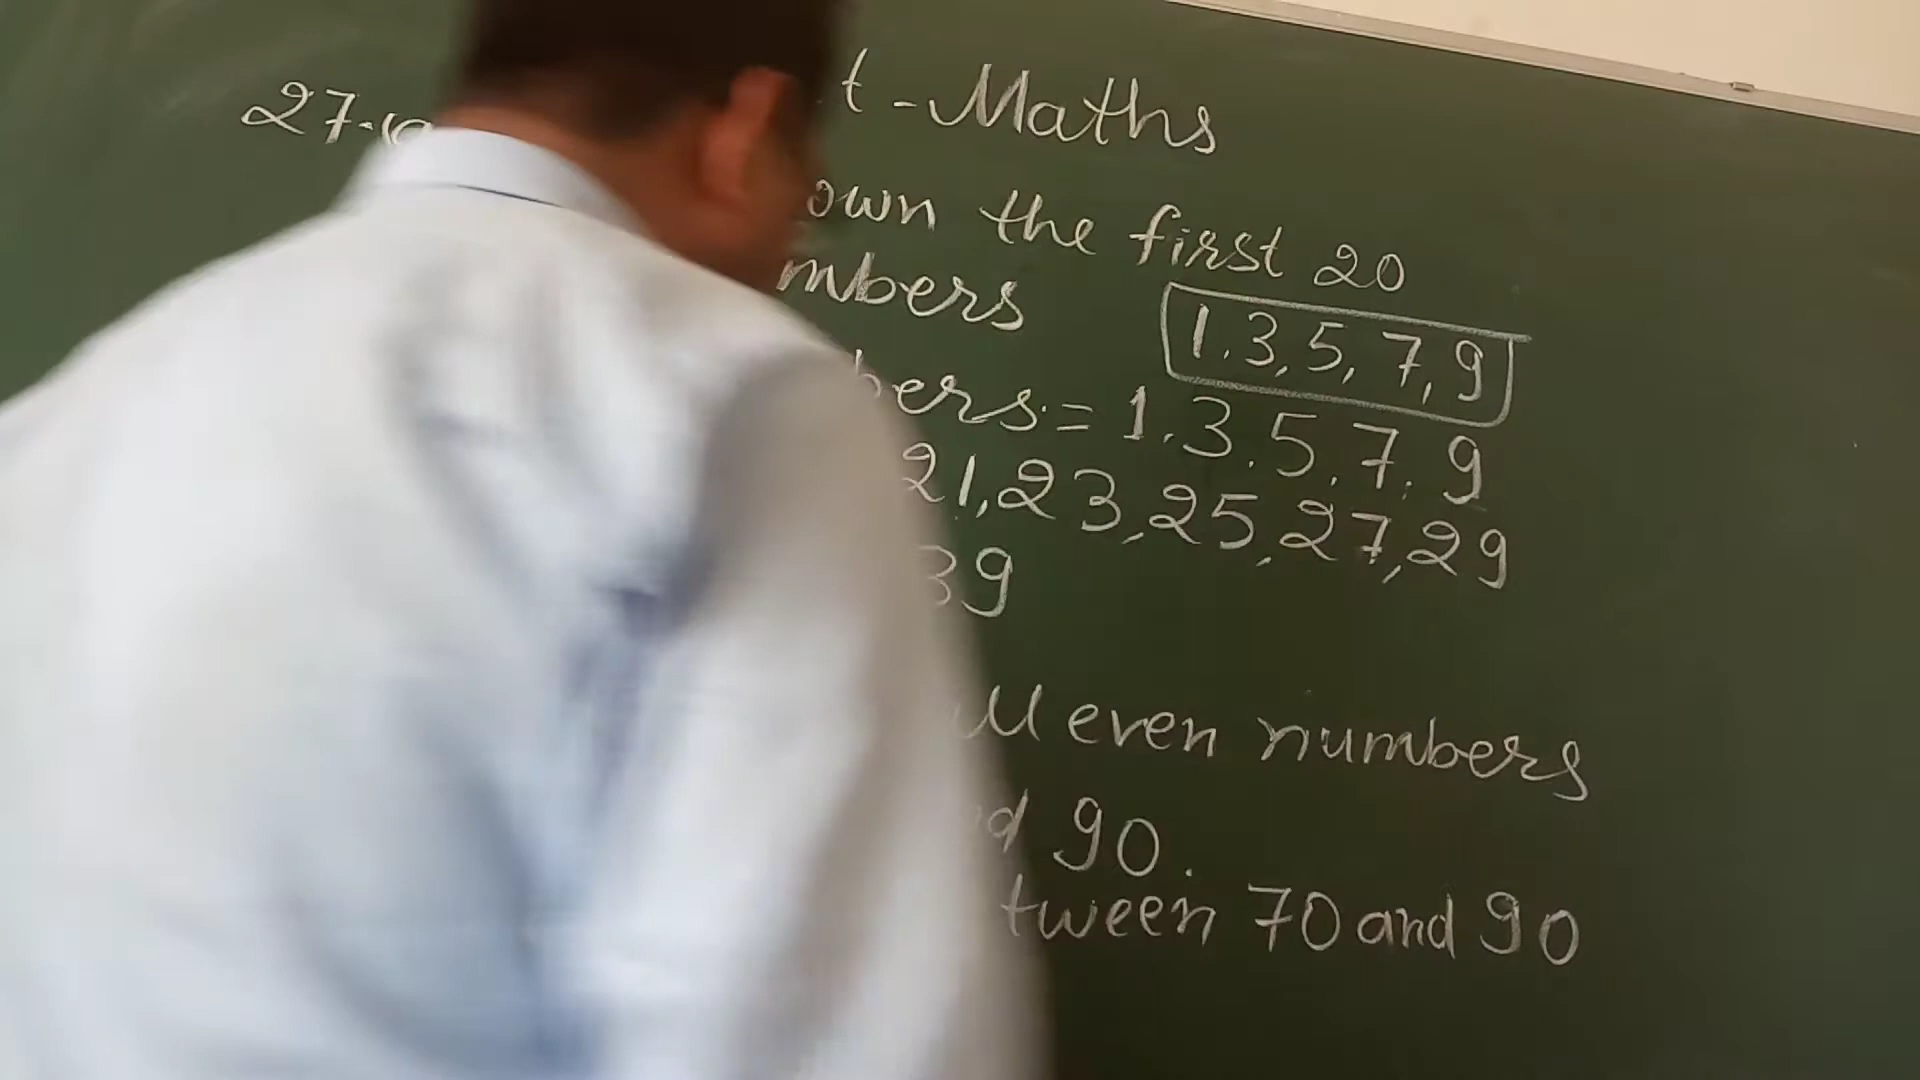 27. t - Maths
own the first 20
mbers
1.3,5,7,9
bers = 1.3.5.7.9
21,23,25,27,29
39
ll even numbers
d 90.
tween 70 and 90